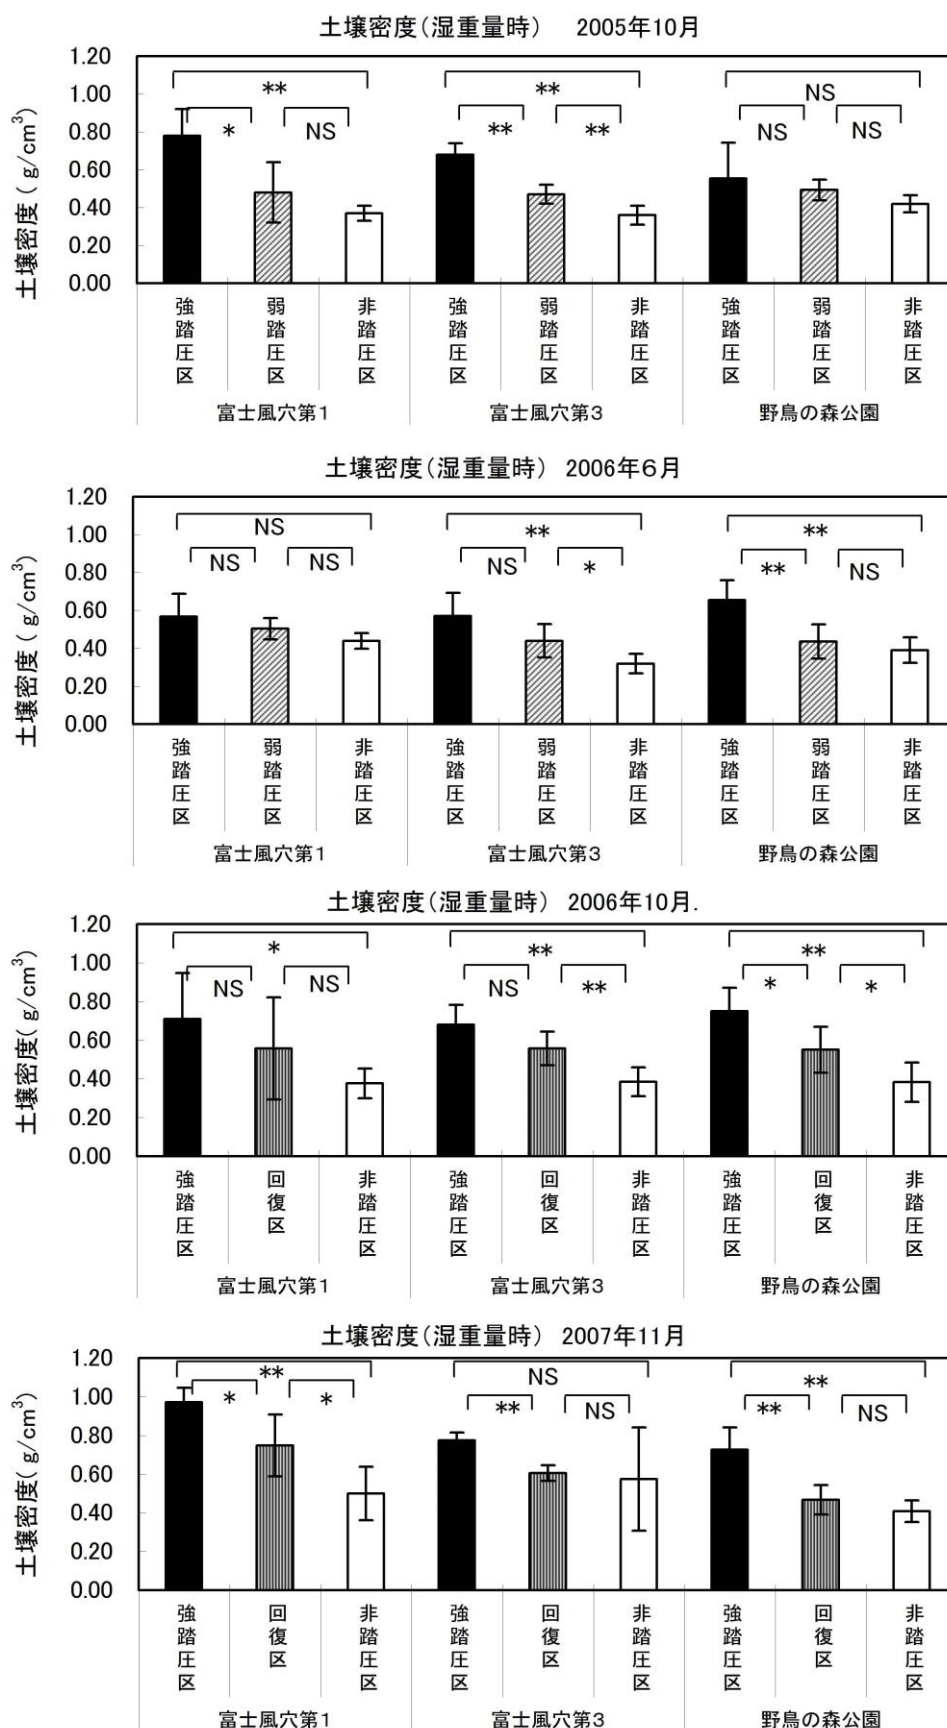 土壌密度(湿重量時)　2005年10月
土壌密度 ( g/cm³)
1.20
1.00
0.80
0.60
0.40
0.20
0.00
** ** NS
* NS ** ** NS NS
強踏圧区 弱踏圧区 非踏圧区 強踏圧区 弱踏圧区 非踏圧区 強踏圧区 弱踏圧区 非踏圧区
富士風穴第1 富士風穴第3 野鳥の森公園
土壌密度(湿重量時) 2006年6月
土壌密度 ( g/cm³)
1.20
1.00
0.80
0.60
0.40
0.20
0.00
NS ** **
NS NS NS * ** NS
強踏圧区 弱踏圧区 非踏圧区 強踏圧区 弱踏圧区 非踏圧区 強踏圧区 弱踏圧区 非踏圧区
富士風穴第1 富士風穴第3 野鳥の森公園
土壌密度(湿重量時) 2006年10月.
土壌密度( g/cm³)
1.20
1.00
0.80
0.60
0.40
0.20
0.00
* ** **
NS NS NS ** * *
強踏圧区 回復区 非踏圧区 強踏圧区 回復区 非踏圧区 強踏圧区 回復区 非踏圧区
富士風穴第1 富士風穴第3 野鳥の森公園
土壌密度(湿重量時) 2007年11月
土壌密度( g/cm³)
1.20
1.00
0.80
0.60
0.40
0.20
0.00
** NS **
* * ** NS ** NS
強踏圧区 回復区 非踏圧区 強踏圧区 回復区 非踏圧区 強踏圧区 回復区 非踏圧区
富士風穴第1 富士風穴第3 野鳥の森公園